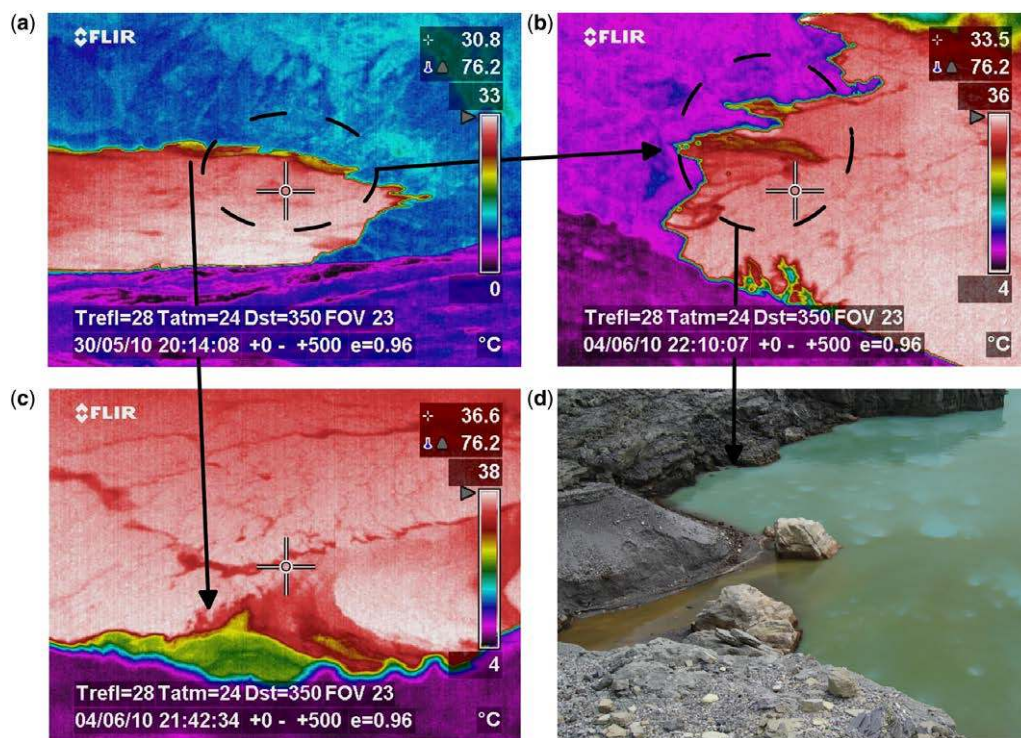 (a)
FLIR
30.8
76.2
33
0
Trefl=28 Tatm=24 Dst=350 FOV 23
30/05/10 20:14:08 +0 - +500 e=0.96 °C
(b)
FLIR
33.5
76.2
36
4
Trefl=28 Tatm=24 Dst=350 FOV 23
04/06/10 22:10:07 +0 - +500 e=0.96 °C
(c)
FLIR
36.6
76.2
38
4
Trefl=28 Tatm=24 Dst=350 FOV 23
04/06/10 21:42:34 +0 - +500 e=0.96 °C
(d)